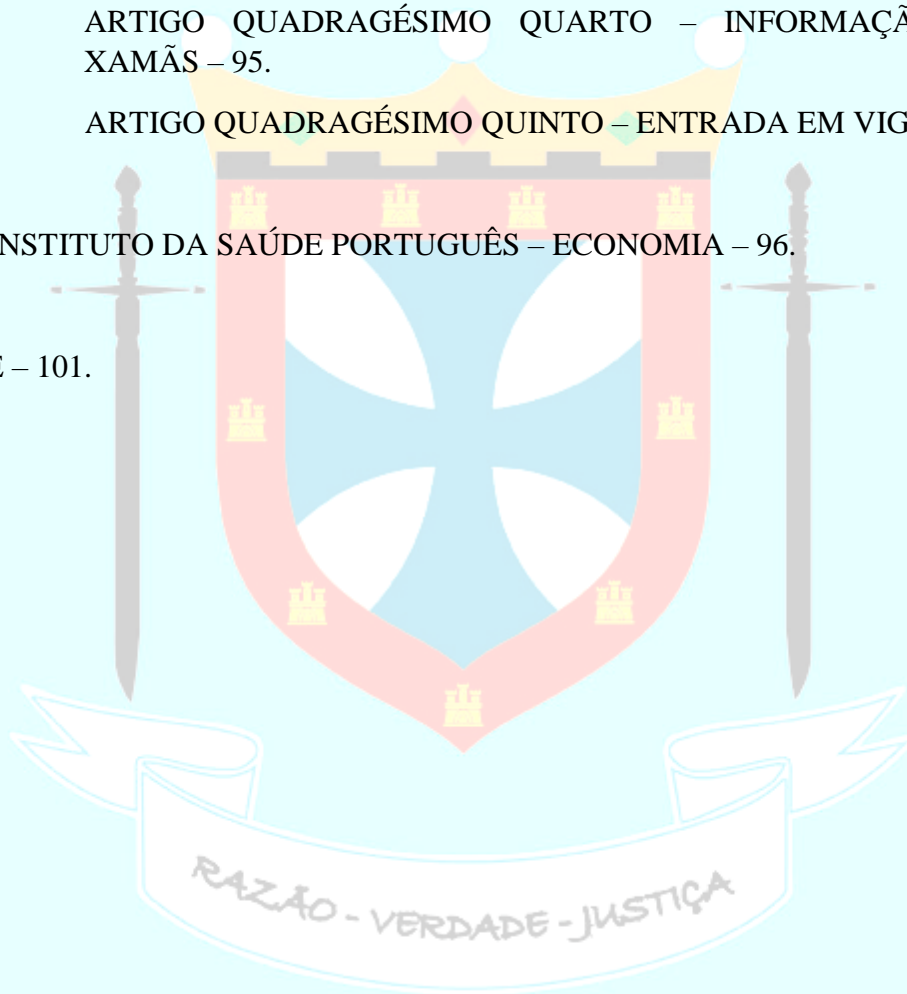 ARTIGO QUADRAGÉSIMO QUARTO – INFORMAÇÃ
XAMÃS – 95.
ARTIGO QUADRAGÉSIMO QUINTO – ENTRADA EM VIG
NSTITUTO DA SAÚDE PORTUGUÊS – ECONOMIA – 96.
E – 101.
RAZÃO - VERDADE - JUSTIÇA